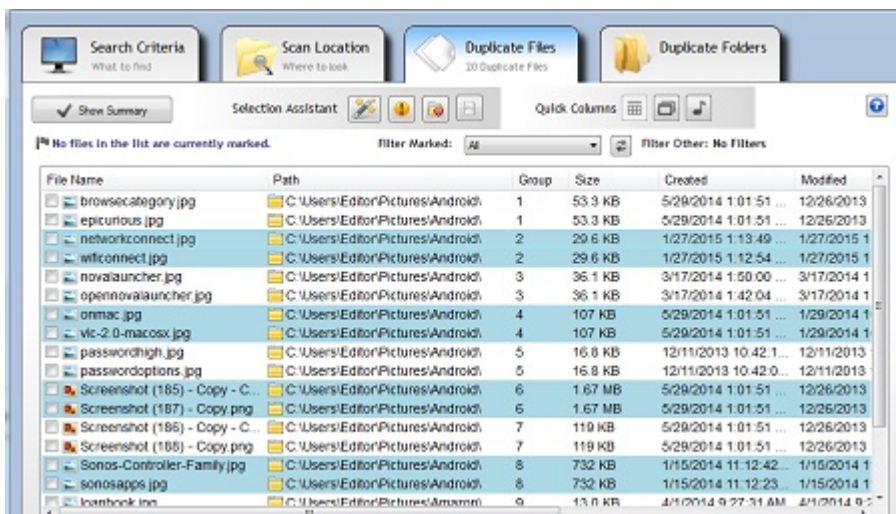 Search Criteria
What to find
Scan Location
Where to look
Duplicate Files
20 Duplicate Files
Duplicate Folders
Show Summary
Selection Assistant
Quick Columns
No files in the list are currently marked.
Filter Marked: All
Filter Other: No Filters
File Name Path Group Size Created Modified
browsecategory.jpg C:\Users\Editor\Pictures\Android\ 1 53.3 KB 5/29/2014 1:01:51 ... 12/26/2013
epicurious.jpg C:\Users\Editor\Pictures\Android\ 1 53.3 KB 5/29/2014 1:01:51 ... 12/26/2013
networkconnect.jpg C:\Users\Editor\Pictures\Android\ 2 29.6 KB 1/27/2015 1:13:49 ... 1/27/2015 1
wificonnect.jpg C:\Users\Editor\Pictures\Android\ 2 29.6 KB 1/27/2015 1:12:54 ... 1/27/2015 1
novalauncher.jpg C:\Users\Editor\Pictures\Android\ 3 36.1 KB 3/17/2014 1:50:00 ... 3/17/2014 1
opennovalauncher.jpg C:\Users\Editor\Pictures\Android\ 3 36.1 KB 3/17/2014 1:42:04 ... 3/17/2014 1
onmac.jpg C:\Users\Editor\Pictures\Android\ 4 107 KB 5/29/2014 1:01:51 ... 1/29/2014 1
vlc-2.0-macosx.jpg C:\Users\Editor\Pictures\Android\ 4 107 KB 5/29/2014 1:01:51 ... 1/29/2014 1
passwordhigh.jpg C:\Users\Editor\Pictures\Android\ 5 16.8 KB 12/11/2013 10:42:1... 12/11/2013
passwordoptions.jpg C:\Users\Editor\Pictures\Android\ 5 16.8 KB 12/11/2013 10:42:0... 12/11/2013
Screenshot (185) - Copy - C... C:\Users\Editor\Pictures\Android\ 6 1.67 MB 5/29/2014 1:01:51 ... 12/26/2013
Screenshot (187) - Copy.png C:\Users\Editor\Pictures\Android\ 6 1.67 MB 5/29/2014 1:01:51 ... 12/26/2013
Screenshot (186) - Copy - C... C:\Users\Editor\Pictures\Android\ 7 119 KB 5/29/2014 1:01:51 ... 12/26/2013
Screenshot (188) - Copy.png C:\Users\Editor\Pictures\Android\ 7 119 KB 5/29/2014 1:01:51 ... 12/26/2013
Sonos-Controller-Family.jpg C:\Users\Editor\Pictures\Android\ 8 732 KB 1/15/2014 11:12:42... 1/15/2014 1
sonosapps.jpg C:\Users\Editor\Pictures\Android\ 8 732 KB 1/15/2014 11:12:23... 1/15/2014 1
loanbook.jpg C:\Users\Editor\Pictures\Amazon\ 9 13.0 KB 4/1/2014 9:27:31 AM 4/1/2014 9:2